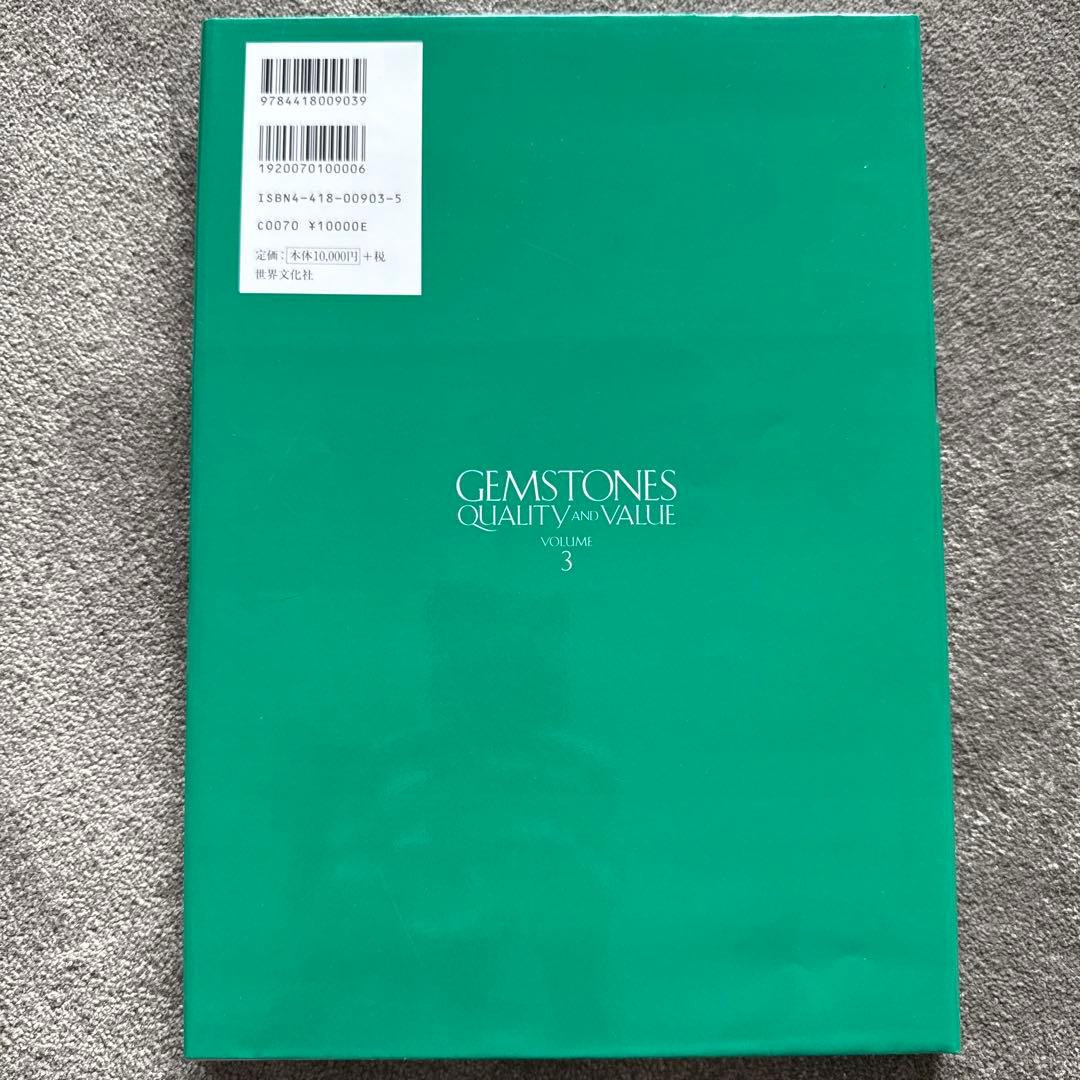 9784418009039
1920070100006
ISBN4-418-00903-5
C0070 ¥10000E
定価：本体10,000円+税
世界文化社
GEMSTONES
QUALITY AND VALUE
VOLUME
3